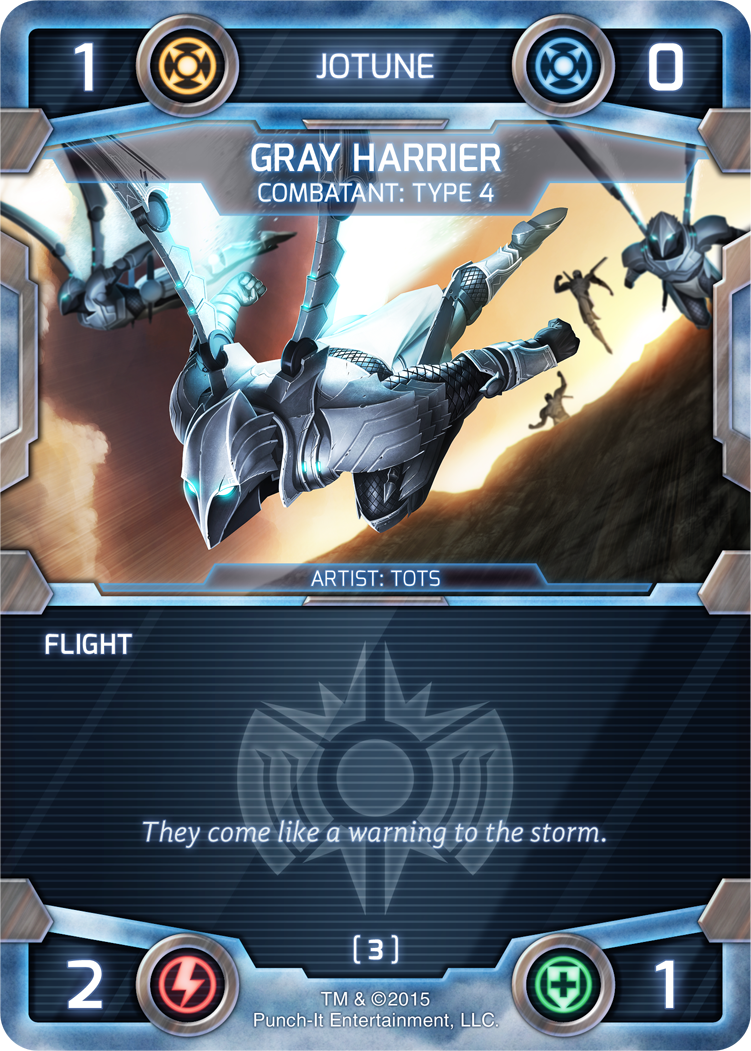 1 JOTUNE 0
GRAY HARRIER
COMBATANT: TYPE 4
ARTIST: TOTS
FLIGHT
They come like a warning to the storm.
[3]
2 1
TM & ©2015
Punch-It Entertainment, LLC.